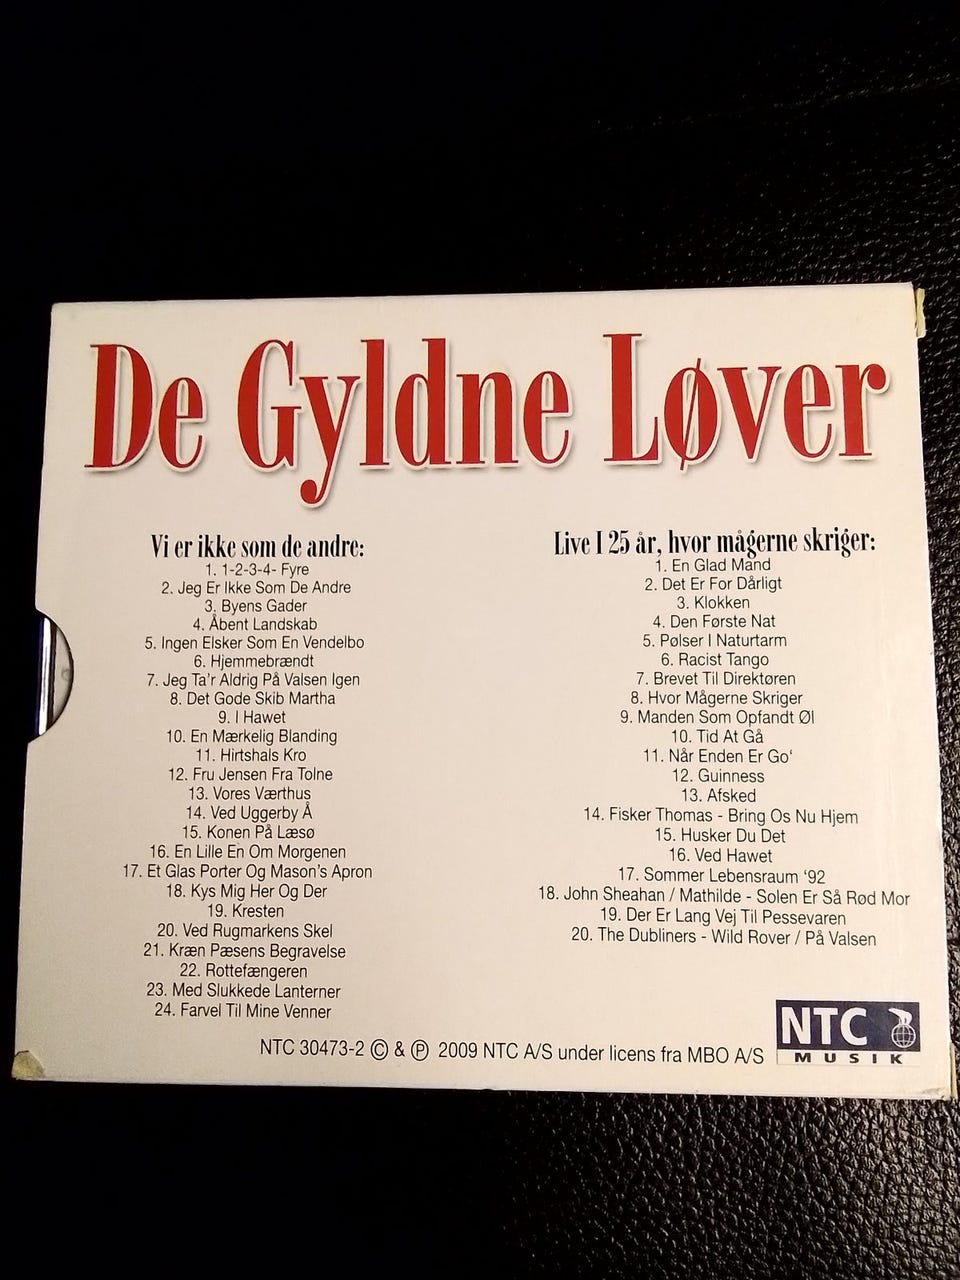 De Gyldne Løver
Vi er ikke som de andre:
1. 1-2-3-4- Fyre
2. Jeg Er Ikke Som De Andre
3. Byens Gader
4. Åbent Landskab
5. Ingen Elsker Som En Vendelbo
6. Hjemmebrændt
7. Jeg Ta'r Aldrig På Valsen Igen
8. Det Gode Skib Martha
9. I Hawet
10. En Mærkelig Blanding
11. Hirtshals Kro
12. Fru Jensen Fra Tolne
13. Vores Værthus
14. Ved Uggerby Å
15. Konen På Læsø
16. En Lille En Om Morgenen
17. Et Glas Porter Og Mason's Apron
18. Kys Mig Her Og Der
19. Kresten
20. Ved Rugmarkens Skel
21. Kræn Pæsens Begravelse
22. Rottefængeren
23. Med Slukkede Lanterner
24. Farvel Til Mine Venner
Live I 25 år, hvor mågerne skriger:
1. En Glad Mand
2. Det Er For Dårligt
3. Klokken
4. Den Første Nat
5. Pølser I Naturtarm
6. Racist Tango
7. Brevet Til Direktøren
8. Hvor Mågerne Skriger
9. Manden Som Opfandt Øl
10. Tid At Gå
11. Når Enden Er Go‘
12. Guinness
13. Afsked
14. Fisker Thomas - Bring Os Nu Hjem
15. Husker Du Det
16. Ved Hawet
17. Sommer Lebensraum ‘92
18. John Sheahan / Mathilde - Solen Er Så Rød Mor
19. Der Er Lang Vej Til Pessevaren
20. The Dubliners - Wild Rover / På Valsen
NTC 30473-2 © & ℗ 2009 NTC A/S under licens fra MBO A/S
NTC
MUSIK